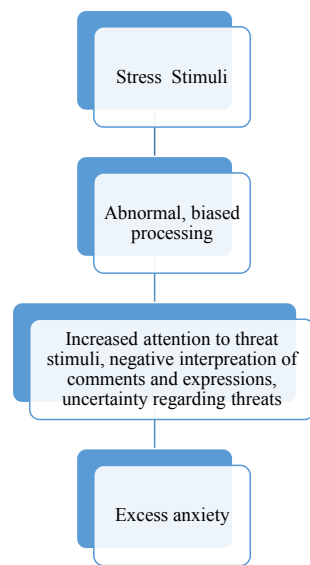 Stress Stimuli
Abnormal, biased
processing
Increased attention to threat
stimuli, negative interpreation of
comments and expressions,
uncertainty regarding threats
Excess anxiety